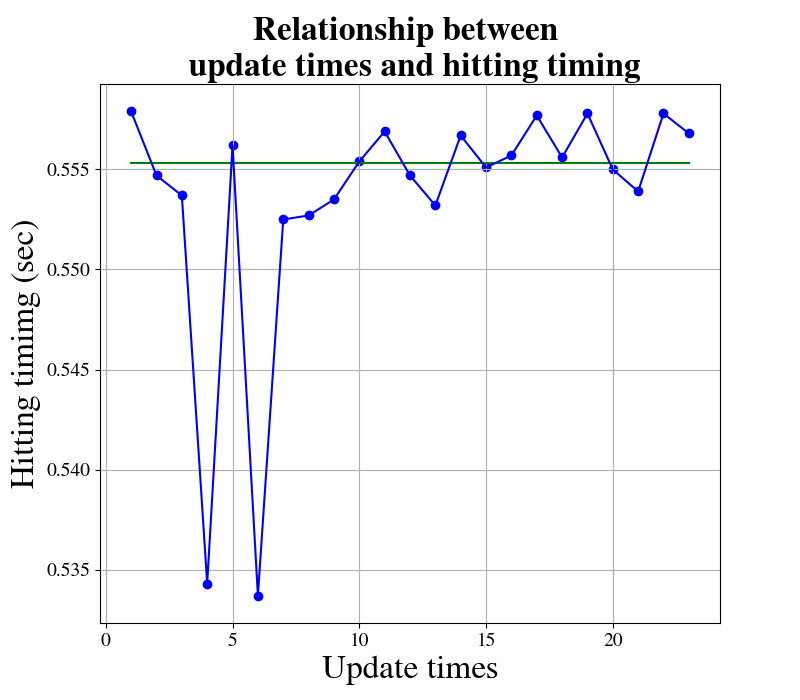 Relationship between
update times and hitting timing
Hitting timimg (sec)
0.555
0.550
0.545
0.540
0.535
0
5
10
15
20
Update times